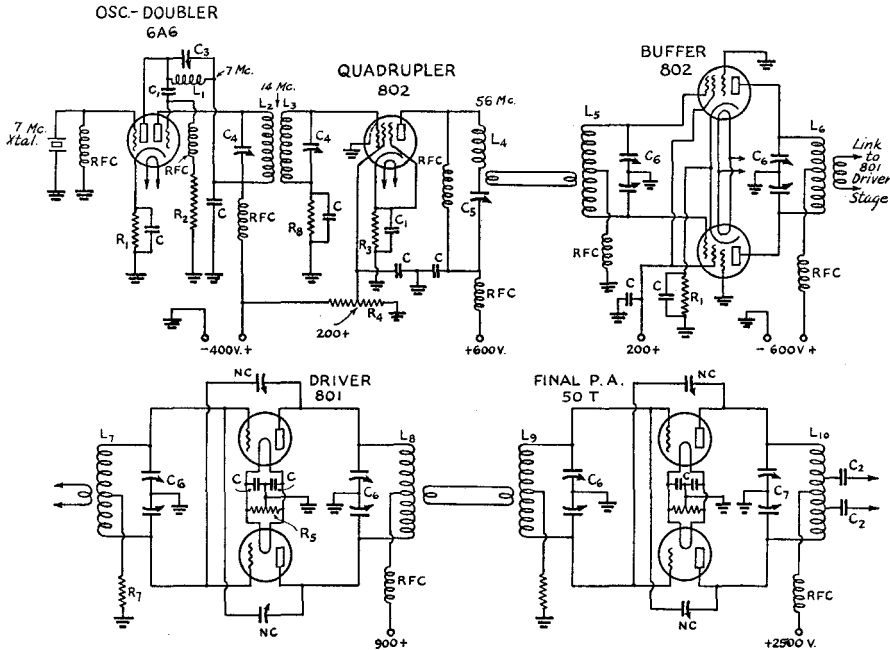 OSC.-DOUBLER
6A6
C3
L1
7 Mc.
C1
7 Mc.
Xtal.
RFC
RFC
R1
C
R2
C
C4
RFC
14 Mc.
L2
L3
C4
R8
C
-400V.+
QUADRUPLER
802
RFC
56 Mc.
L4
C5
R3
C1
C
C
R4
200+
RFC
+600V.
BUFFER
802
L5
C6
RFC
C
200+
C
R1
C6
L6
RFC
-600V+
Link
to
801
Driver
Stage
NC
DRIVER
801
L7
C6
R7
C
C
R5
C6
L8
NC
RFC
900+
NC
FINAL P.A.
50 T
L9
C6
C
C7
L10
C2
C2
NC
RFC
+2500 V.